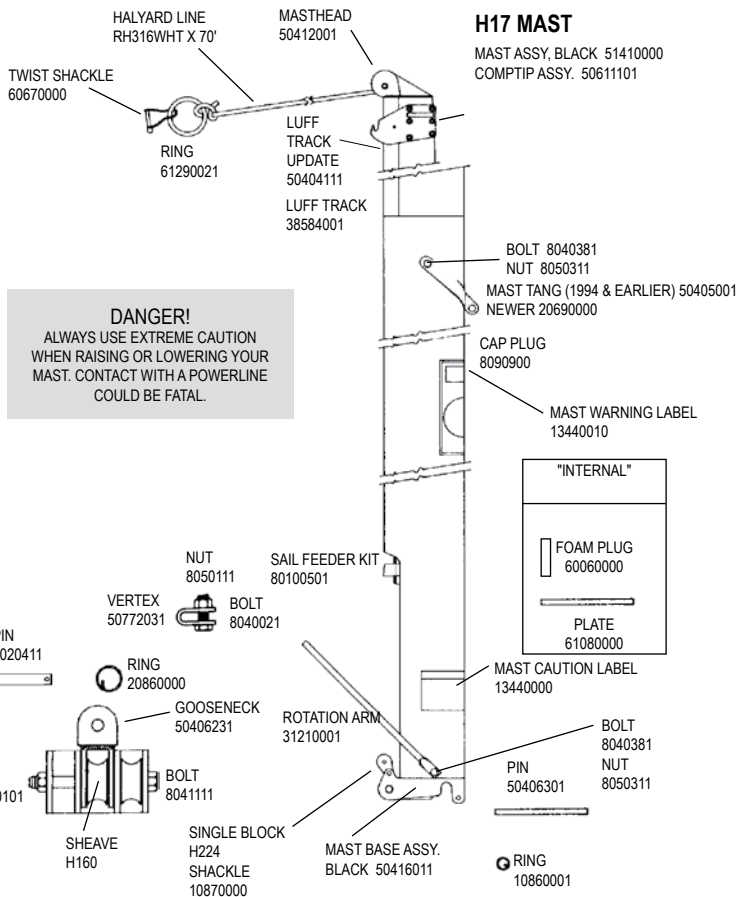 H17 MAST
MAST ASSY, BLACK 51410000
COMPTIP ASSY. 50611101
HALYARD LINE
RH316WHT X 70'
MASTHEAD
50412001
TWIST SHACKLE
60670000
RING
61290021
LUFF
TRACK
UPDATE
50404111
LUFF TRACK
38584001
BOLT 8040381
NUT 8050311
MAST TANG (1994 & EARLIER) 50405001
NEWER 20690000
DANGER!
ALWAYS USE EXTREME CAUTION
WHEN RAISING OR LOWERING YOUR
MAST. CONTACT WITH A POWERLINE
COULD BE FATAL.
CAP PLUG
8090900
MAST WARNING LABEL
13440010
"INTERNAL"
FOAM PLUG
60060000
PLATE
61080000
NUT
8050111
SAIL FEEDER KIT
80100501
VERTEX
50772031
BOLT
8040021
RING
20860000
GOOSENECK
50406231
MAST CAUTION LABEL
13440000
ROTATION ARM
31210001
BOLT
8040381
NUT
8050311
PIN
50406301
BOLT
8041111
SHEAVE
H160
SINGLE BLOCK
H224
SHACKLE
10870000
MAST BASE ASSY.
BLACK 50416011
RING
10860001